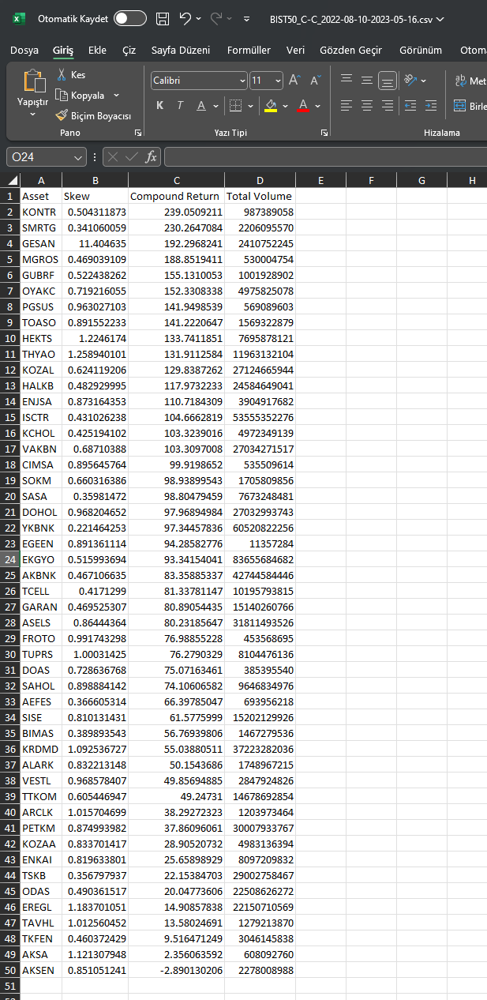 Otomatik Kaydet BIST50_C-C_2022-08-10-2023-05-16.csv
Dosya Giriş Ekle Çiz Sayfa Düzeni Formüller Veri Gözden Geçir Görünüm Otom
Yapıştır
Kes
Kopyala
Biçim Boyacısı
Pano
Calibri 11
K T A A
Yazı Tipi
Met
Birle
Hizalama
O24 fx
A B C D E F G H
1 Asset Skew Compound Return Total Volume
2 KONTR 0.504311873 239.0509211 987389058
3 SMRTG 0.341060059 230.2647084 2206095570
4 GESAN 11.404635 192.2968241 2410752245
5 MGROS 0.469039109 188.8519411 530004754
6 GUBRF 0.522438262 155.1310053 1001928902
7 OYAKC 0.719216055 152.3308338 4975825078
8 PGSUS 0.963027103 141.9498539 569089603
9 TOASO 0.891552233 141.2220647 1569322879
10 HEKTS 1.2246174 133.7411851 7695878121
11 THYAO 1.258940101 131.9112584 11963132104
12 KOZAL 0.624119206 129.8387262 27124665944
13 HALKB 0.482929995 117.9732233 24584649041
14 ENJSA 0.873164353 110.7184309 3904917682
15 ISCTR 0.431026238 104.6662819 53555352276
16 KCHOL 0.425194102 103.3239016 4972349139
17 VAKBN 0.68710388 103.3097008 27034271517
18 CIMSA 0.895645764 99.9198652 535509614
19 SOKM 0.660316386 98.93899543 1705809856
20 SASA 0.35981472 98.80479459 7673248481
21 DOHOL 0.968204652 97.96894984 27032993743
22 YKBNK 0.221464253 97.34457836 60520822256
23 EGEEN 0.891361114 94.28582776 11357284
24 EKGYO 0.515993694 93.34154041 83655684682
25 AKBNK 0.467106635 83.35885337 42744584446
26 TCELL 0.4171299 81.33781147 10195793815
27 GARAN 0.469525307 80.89054435 15140260766
28 ASELS 0.86444364 80.23185647 31811493526
29 FROTO 0.991743298 76.98855228 453568695
30 TUPRS 1.00031425 76.2790329 8104476136
31 DOAS 0.728636768 75.07163461 385395540
32 SAHOL 0.898884142 74.10606582 9646834976
33 AEFES 0.366605314 66.39785047 693956218
34 SISE 0.810131431 61.5775999 15202129926
35 BIMAS 0.389893543 56.76939806 1467279536
36 KRDMD 1.092536727 55.03880511 37223282036
37 ALARK 0.832213148 50.1543686 1748967215
38 VESTL 0.968578407 49.85694885 2847924826
39 TTKOM 0.605446947 49.24731 14678692854
40 ARCLK 1.015704699 38.29272323 1203973464
41 PETKM 0.874993982 37.86096061 30007933767
42 KOZAA 0.833701417 28.90520732 4983136394
43 ENKAI 0.819633801 25.65898929 8097209832
44 TSKB 0.356797937 22.15384703 29002758467
45 ODAS 0.490361517 20.04773606 22508626272
46 EREGL 1.183701051 14.90857838 22150710569
47 TAVHL 1.012560452 13.58024691 1279213870
48 TKFEN 0.460372429 9.516471249 3046145838
49 AKSA 1.121307948 2.356063592 608092760
50 AKSEN 0.851051241 -2.890130206 2278008988
51